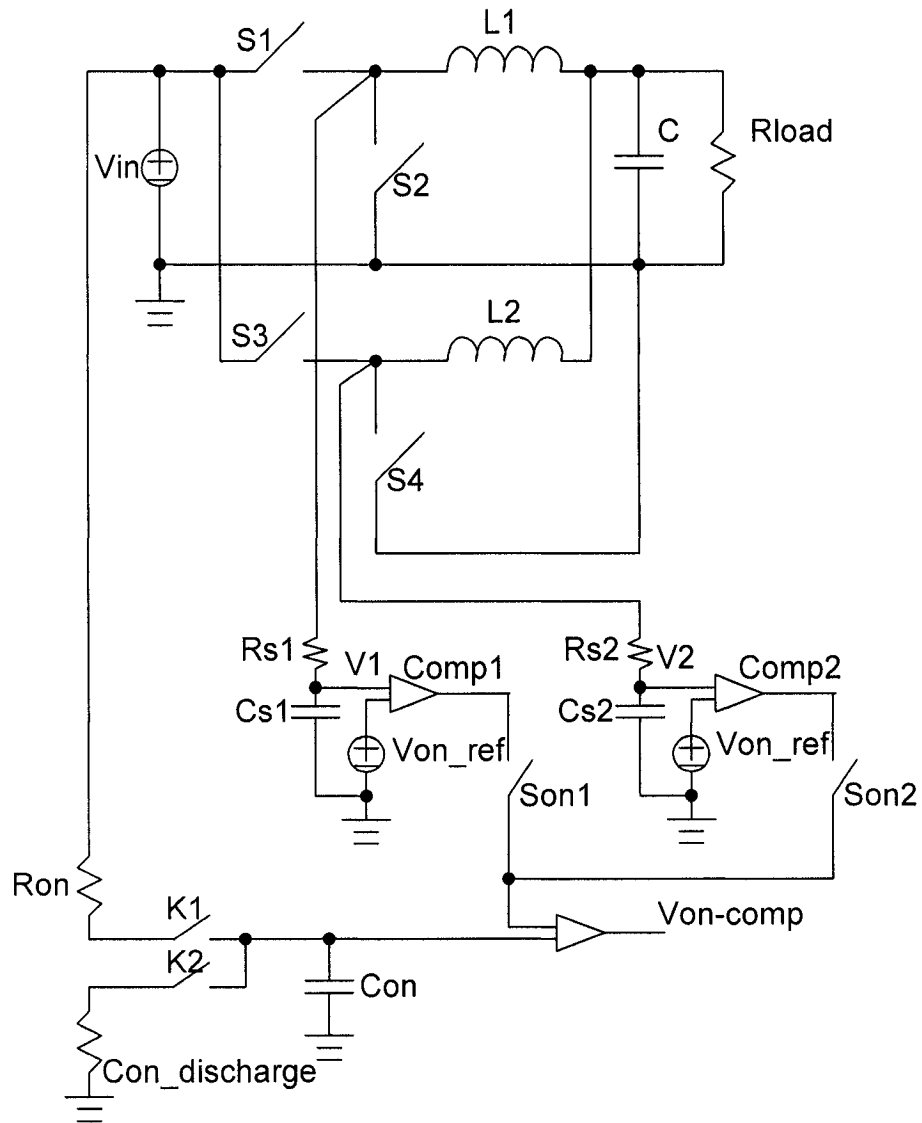 L1
S1
C
Rload
Vin
S2
L2
S3
S4
Rs1
V1
Comp1
Rs2
V2
Comp2
Cs1
Von_ref
Cs2
Von_ref
Son1
Son2
Ron
K1
Von-comp
K2
Con
Con_discharge